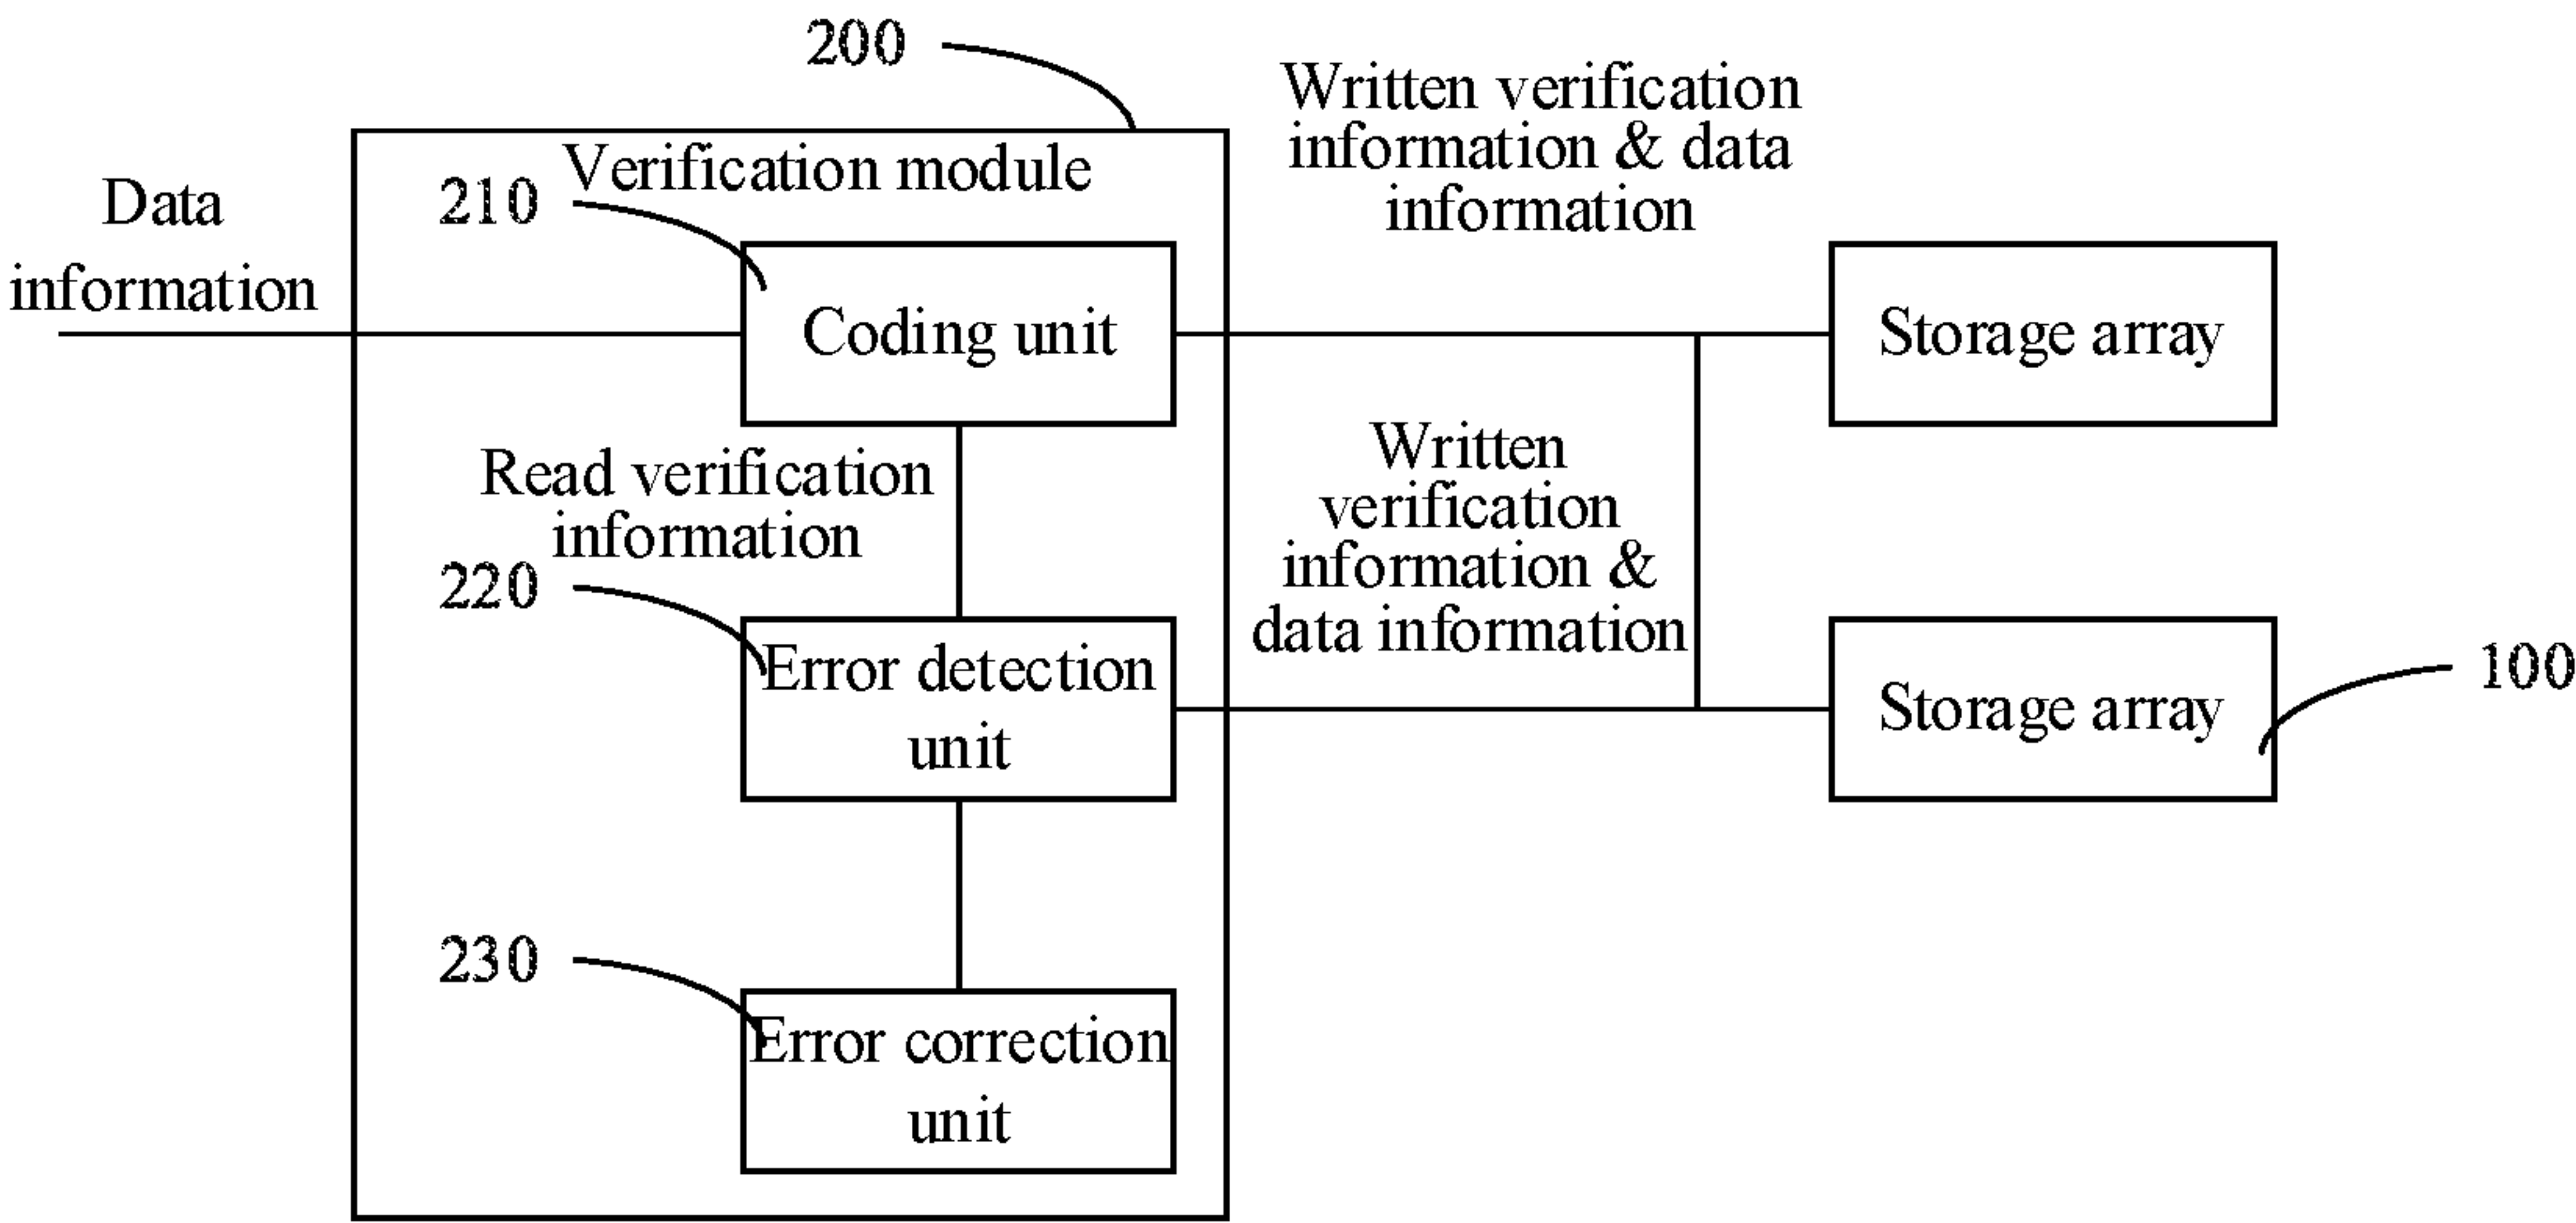 200
Written verification
information & data
information
Verification module
210
Data
information
Coding unit
Storage array
Read verification
information
Written
verification
information &
data information
220
Error detection
unit
Storage array
100
230
Error correction
unit